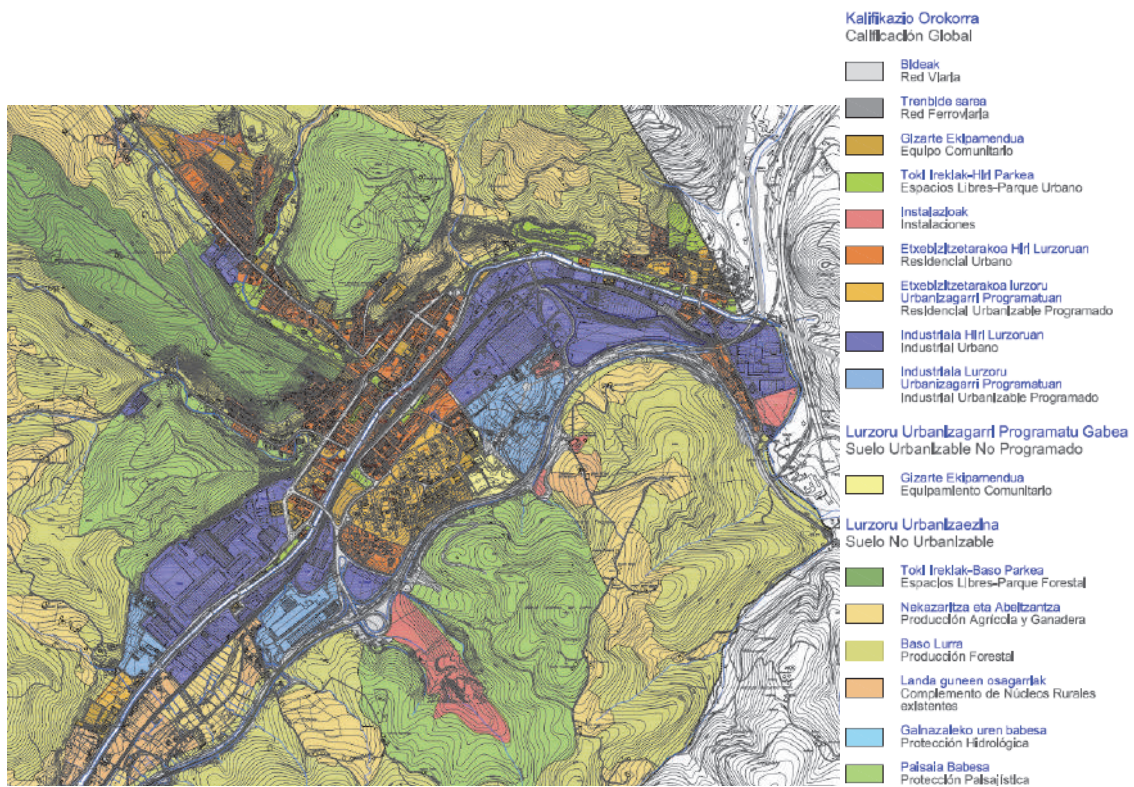 Kalifikazio Orokorra
Calificación Global
Bideak
Red Viaria
Trenbide sarea
Red Ferroviaria
Gizarte Ekipamendua
Equipo Comunitario
Toki Irekiak-Hiri Parkea
Espacios Libres-Parque Urbano
Instalazioak
Instalaciones
Etxebizitzetarakoa Hiri Lurzoruan
Residencial Urbano
Etxebizitzetarakoa lurzoru
Urbanizagarri Programatuan
Residencial Urbanizable Programado
Industriala Hiri Lurzoruan
Industrial Urbano
Industriala Lurzoru
Urbanizagarri Programatuan
Industrial Urbanizable Programado
Lurzoru Urbanizagarri Programatu Gabea
Suelo Urbanizable No Programado
Gizarte Ekipamendua
Equipamiento Comunitario
Lurzoru Urbanizaezina
Suelo No Urbanizable
Toki Irekiak-Baso Parkea
Espacios Libres-Parque Forestal
Nekazaritza eta Abeltzantza
Producción Agrícola y Ganadera
Baso Lurra
Producción Forestal
Landa guneen osagarriak
Complemento de Núcleos Rurales
existentes
Gainazaleko uren babesa
Protección Hidrológica
Paisaia Babesa
Protección Paisajística